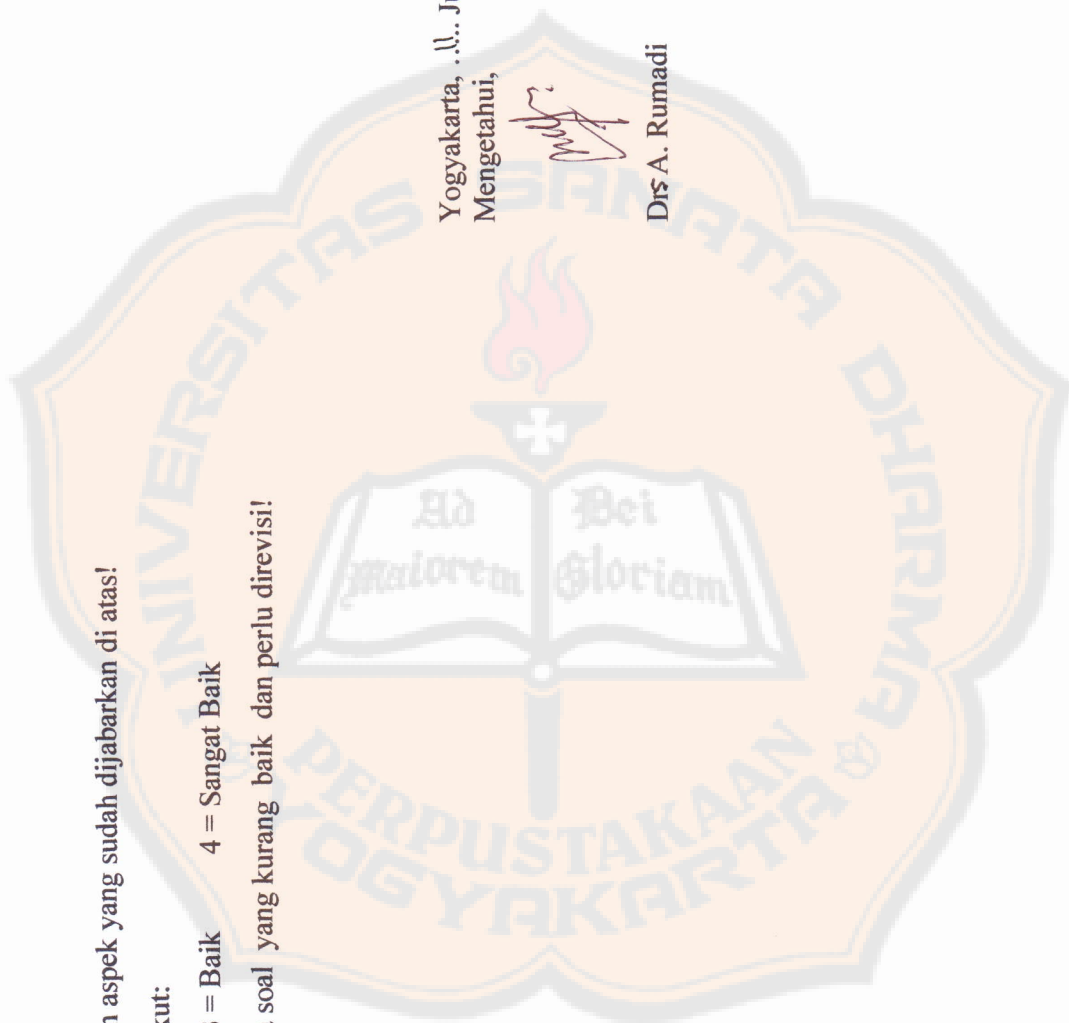 aspek yang sudah dijabarkan di atas!
= Baik 4 = Sangat Baik
soal yang kurang baik dan perlu direvisi!
Yogyakarta, ..11..
Mengetahui,
Drs A. Rumadi
UNIVERSITAS SANATA DHARMA
Ad Dei
maiorem Gloriam
PERPUSTAKAAN
YOGYAKARTA